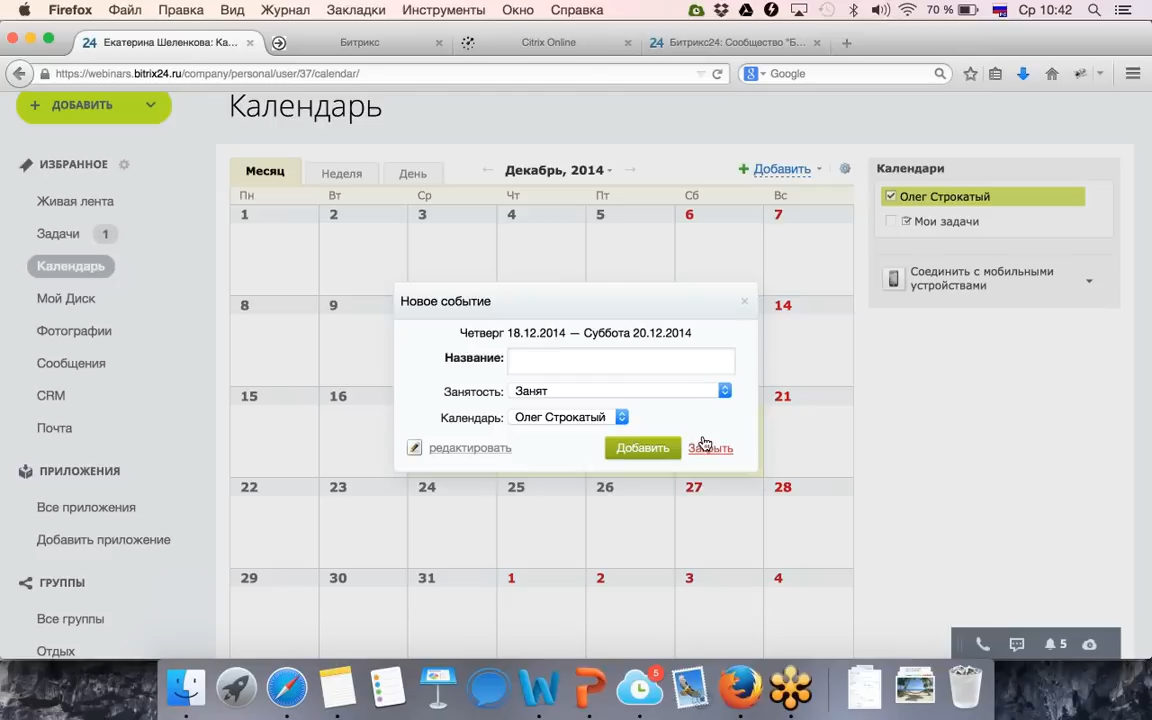 Firefox Файл Правка Вид Журнал Закладки Инструменты Окно Справка 70 % Ср 10:42
24 Екатерина Шеленкова: Ка... Битрикс Citrix Online 24 Битрикс24: Сообщество "Б...
https://webinars.bitrix24.ru/company/personal/user/37/calendar/ 8 Google
+ ДОБАВИТЬ
Календарь
ИЗБРАННОЕ
Живая лента
Задачи 1
Календарь
Мой Диск
Фотографии
Сообщения
CRM
Почта
ПРИЛОЖЕНИЯ
Все приложения
Добавить приложение
ГРУППЫ
Все группы
Отдых
Месяц Неделя День ← Декабрь, 2014 → + Добавить
Пн Вт Ср Чт Пт Сб Вс
1 2 3 4 5 6 7
8 9 14
15 16 21
22 23 24 25 26 27 28
29 30 31 1 2 3 4
Новое событие ×
Четверг 18.12.2014 — Суббота 20.12.2014
Название:
Занятость: Занят
Календарь: Олег Строкатый
редактировать Добавить Закрыть
Календари
Олег Строкатый
Мои задачи
Соединить с мобильными
устройствами
5
5